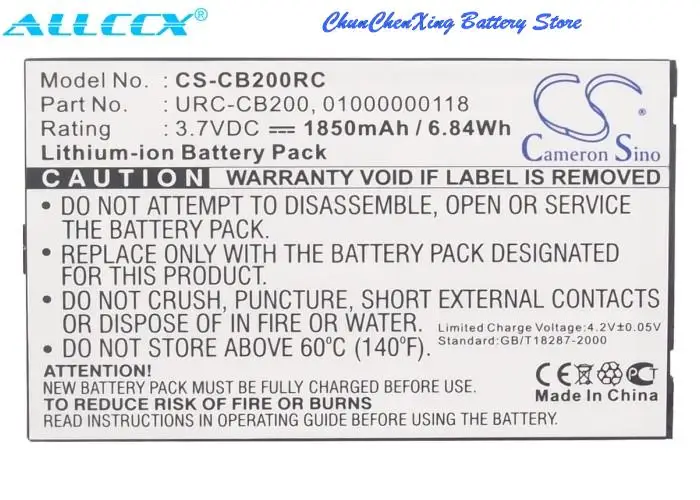 ALLCCX
ChunChenXing Battery Store
Model No. : CS-CB200RC
Part No. : URC-CB200, 01000000118
Rating : 3.7VDC 1850mAh / 6.84Wh
Lithium-ion Battery Pack
CS
Cameron Sino
CAUTION WARRANTY VOID IF LABEL IS REMOVED
• DO NOT ATTEMPT TO DISASSEMBLE, OPEN OR SERVICE
THE BATTERY PACK.
• REPLACE ONLY WITH THE BATTERY PACK DESIGNATED
FOR THIS PRODUCT.
• DO NOT CRUSH, PUNCTURE, SHORT EXTERNAL CONTACTS
OR DISPOSE OF IN FIRE OR WATER.
Limited Charge Voltage:4.2V±0.05V
Standard:GB/T18287-2000
• DO NOT STORE ABOVE 60°C (140°F).
ATTENTION!
NEW BATTERY PACK MUST BE FULLY CHARGED BEFORE USE.
TO REDUCE RISK OF FIRE OR BURNS
READ INSTRUCTIONS IN OPERATING GUIDE BEFORE USING BATTERY.
CE PCT